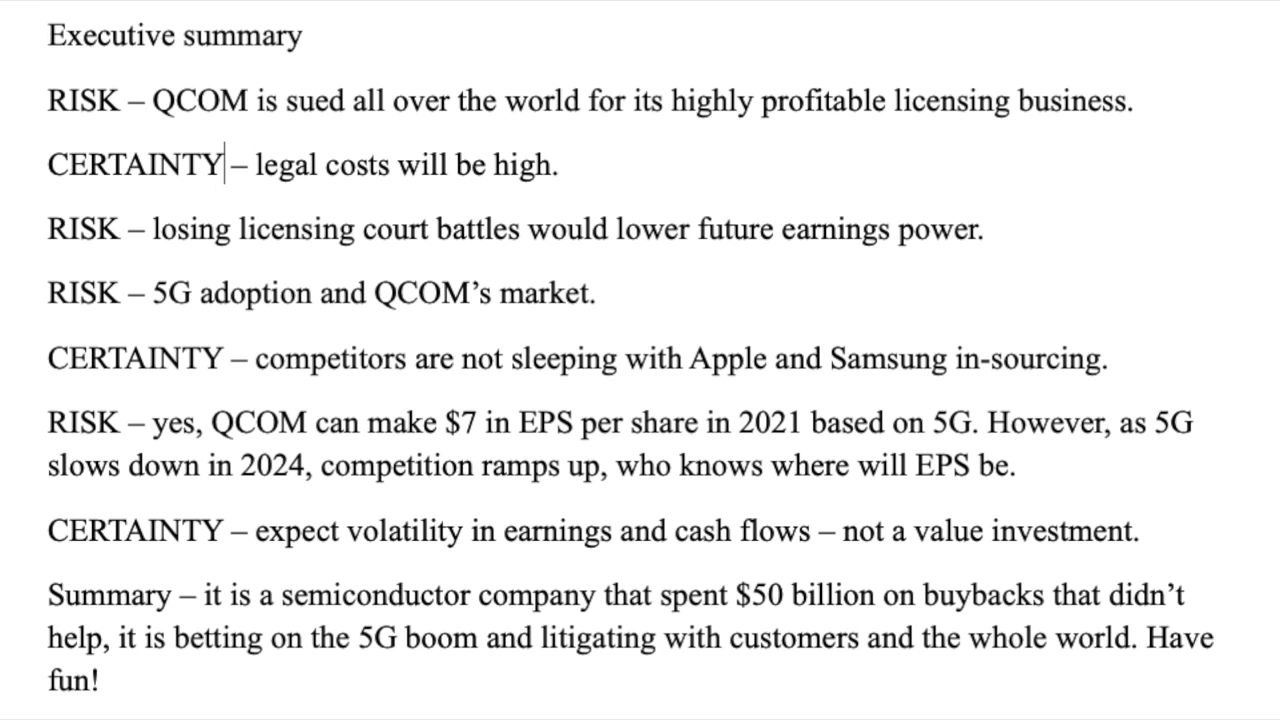 Executive summary
RISK – QCOM is sued all over the world for its highly profitable licensing business.
CERTAINTY – legal costs will be high.
RISK – losing licensing court battles would lower future earnings power.
RISK – 5G adoption and QCOM’s market.
CERTAINTY – competitors are not sleeping with Apple and Samsung in-sourcing.
RISK – yes, QCOM can make $7 in EPS per share in 2021 based on 5G. However, as 5G
slows down in 2024, competition ramps up, who knows where will EPS be.
CERTAINTY – expect volatility in earnings and cash flows – not a value investment.
Summary – it is a semiconductor company that spent $50 billion on buybacks that didn’t
help, it is betting on the 5G boom and litigating with customers and the whole world. Have
fun!